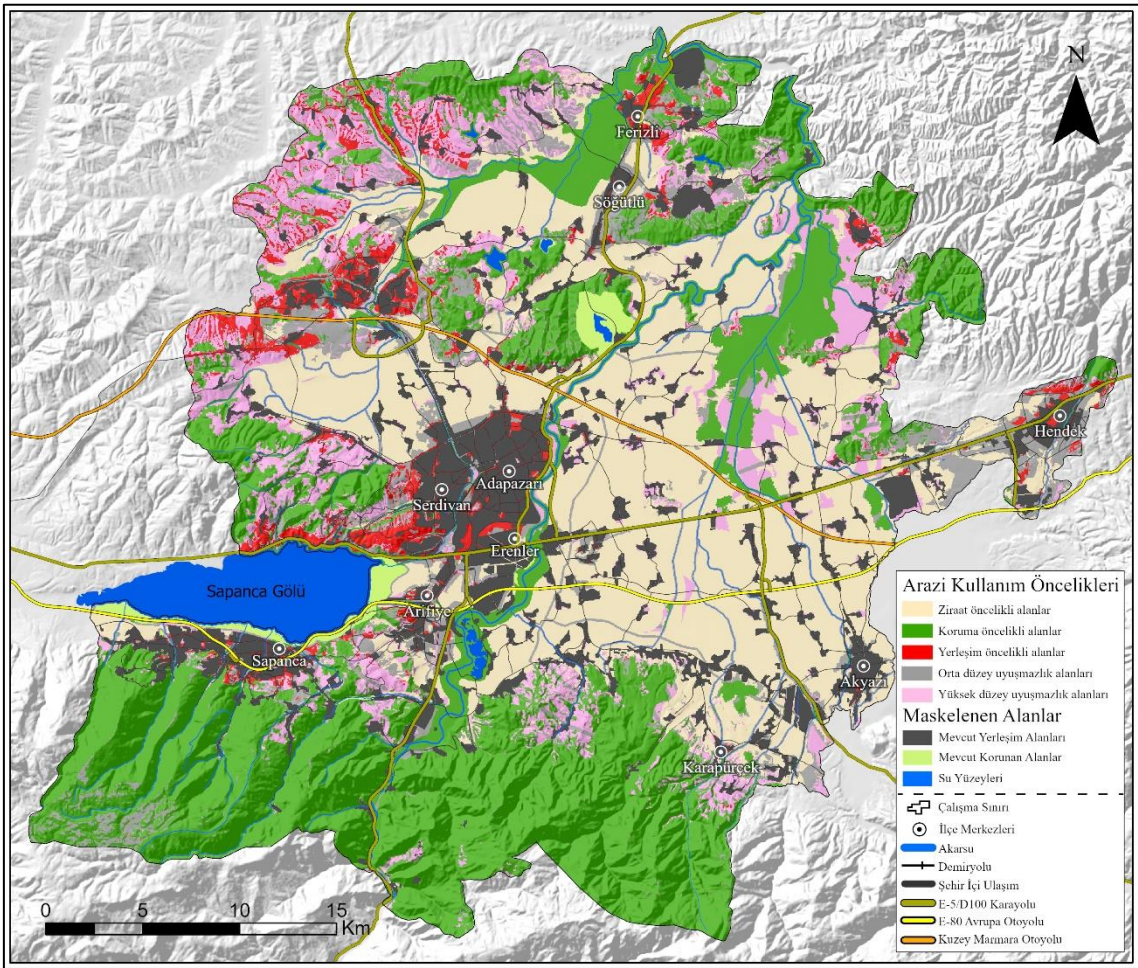 N
Ferizli
Söğütlü
Hendek
Adapazarı
Serdivan
Erenler
Sapanca Gölü
Arifiye
Sapanca
Akyazı
Karapürçek
Arazi Kullanım Öncelikleri
Ziraat öncelikli alanlar
Koruma öncelikli alanlar
Yerleşim öncelikli alanlar
Orta düzey uyuşmazlık alanları
Yüksek düzey uyuşmazlık alanları
Maskelenen Alanlar
Mevcut Yerleşim Alanları
Mevcut Korunan Alanlar
Su Yüzeyleri
Çalışma Sınırı
İlçe Merkezleri
Akarsu
Demiryolu
Şehir İçi Ulaşım
E-5/D100 Karayolu
E-80 Avrupa Otoyolu
Kuzey Marmara Otoyolu
0 5 10 15
Km